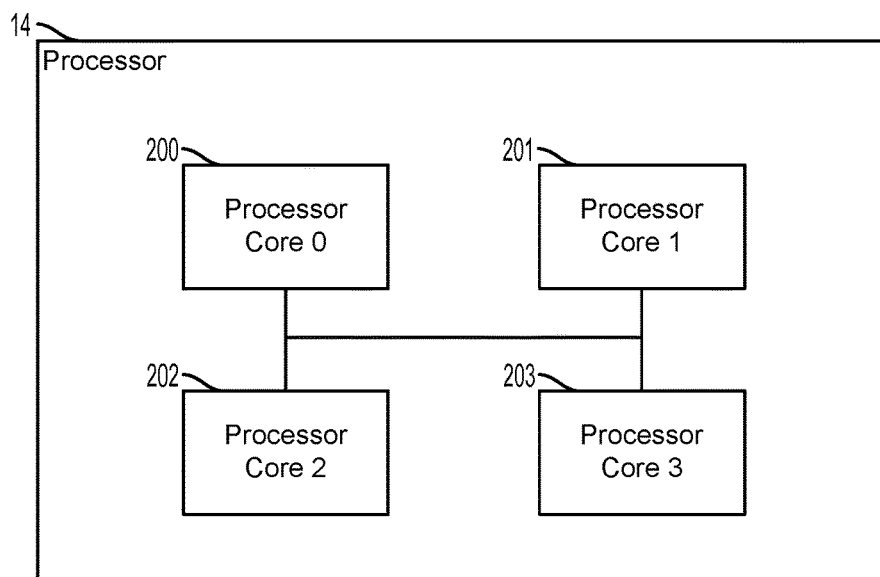 14
Processor
200
201
Processor
Core 0
Processor
Core 1
202
203
Processor
Core 2
Processor
Core 3